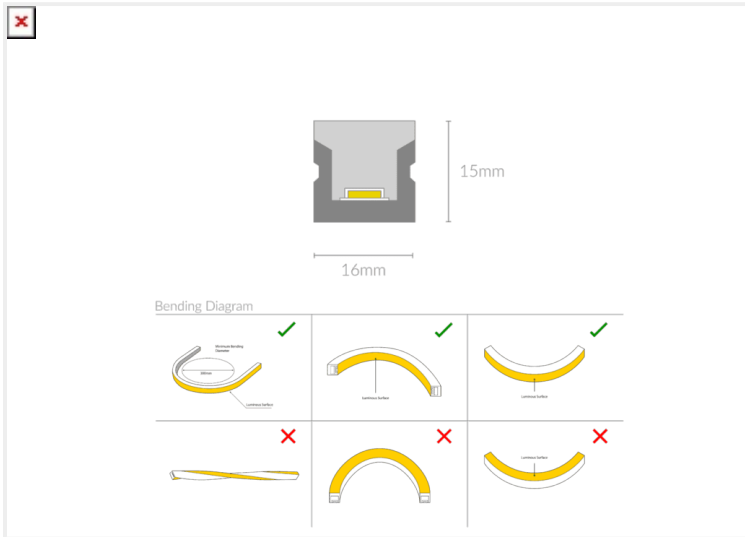 15mm
16mm
Bending Diagram
Minimum Bending
Diameter
Luminous Surface
Luminous Surface
Luminous Surface
Luminous Surface